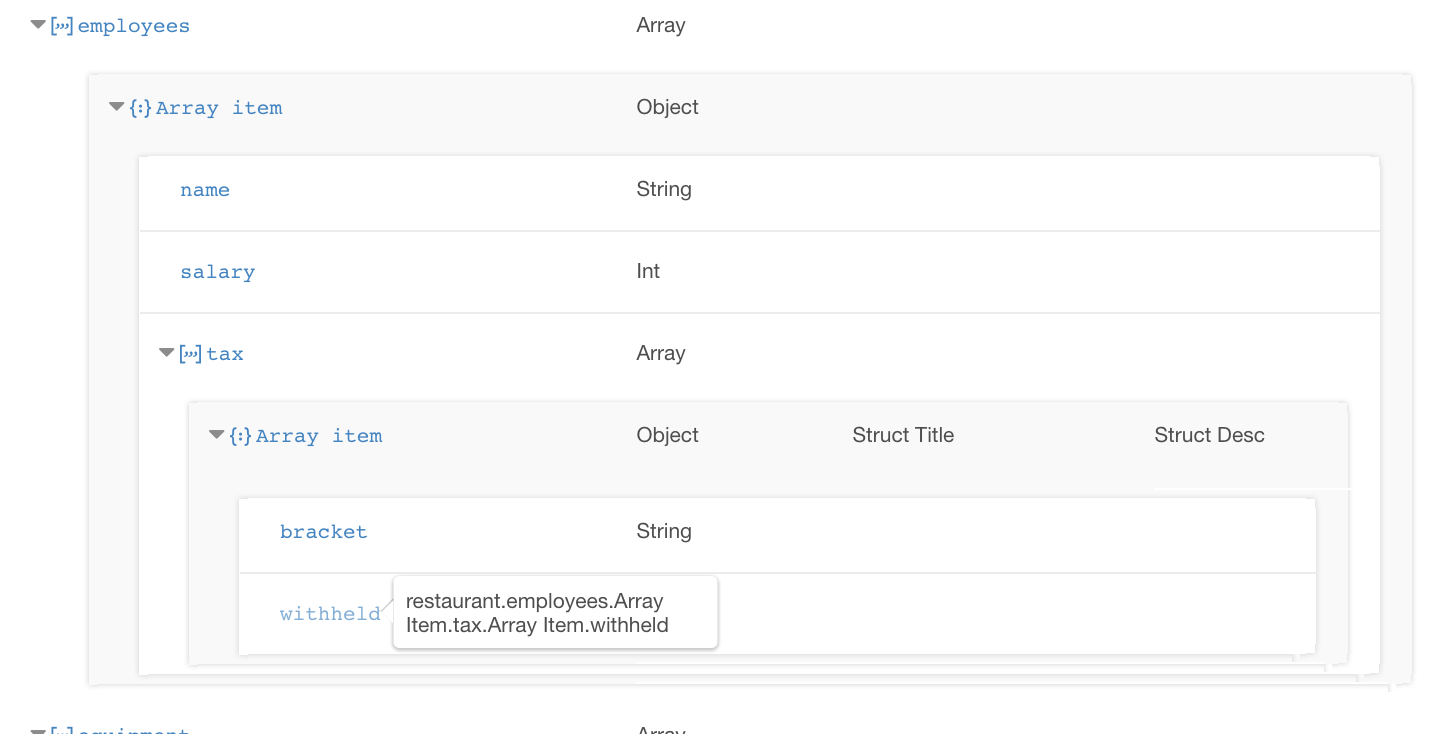 employees Array
{:} Array item Object
name String
salary Int
tax Array
{:} Array item Object Struct Title Struct Desc
bracket String
withheld
restaurant.employees.Array
Item.tax.Array Item.withheld
equipment Array